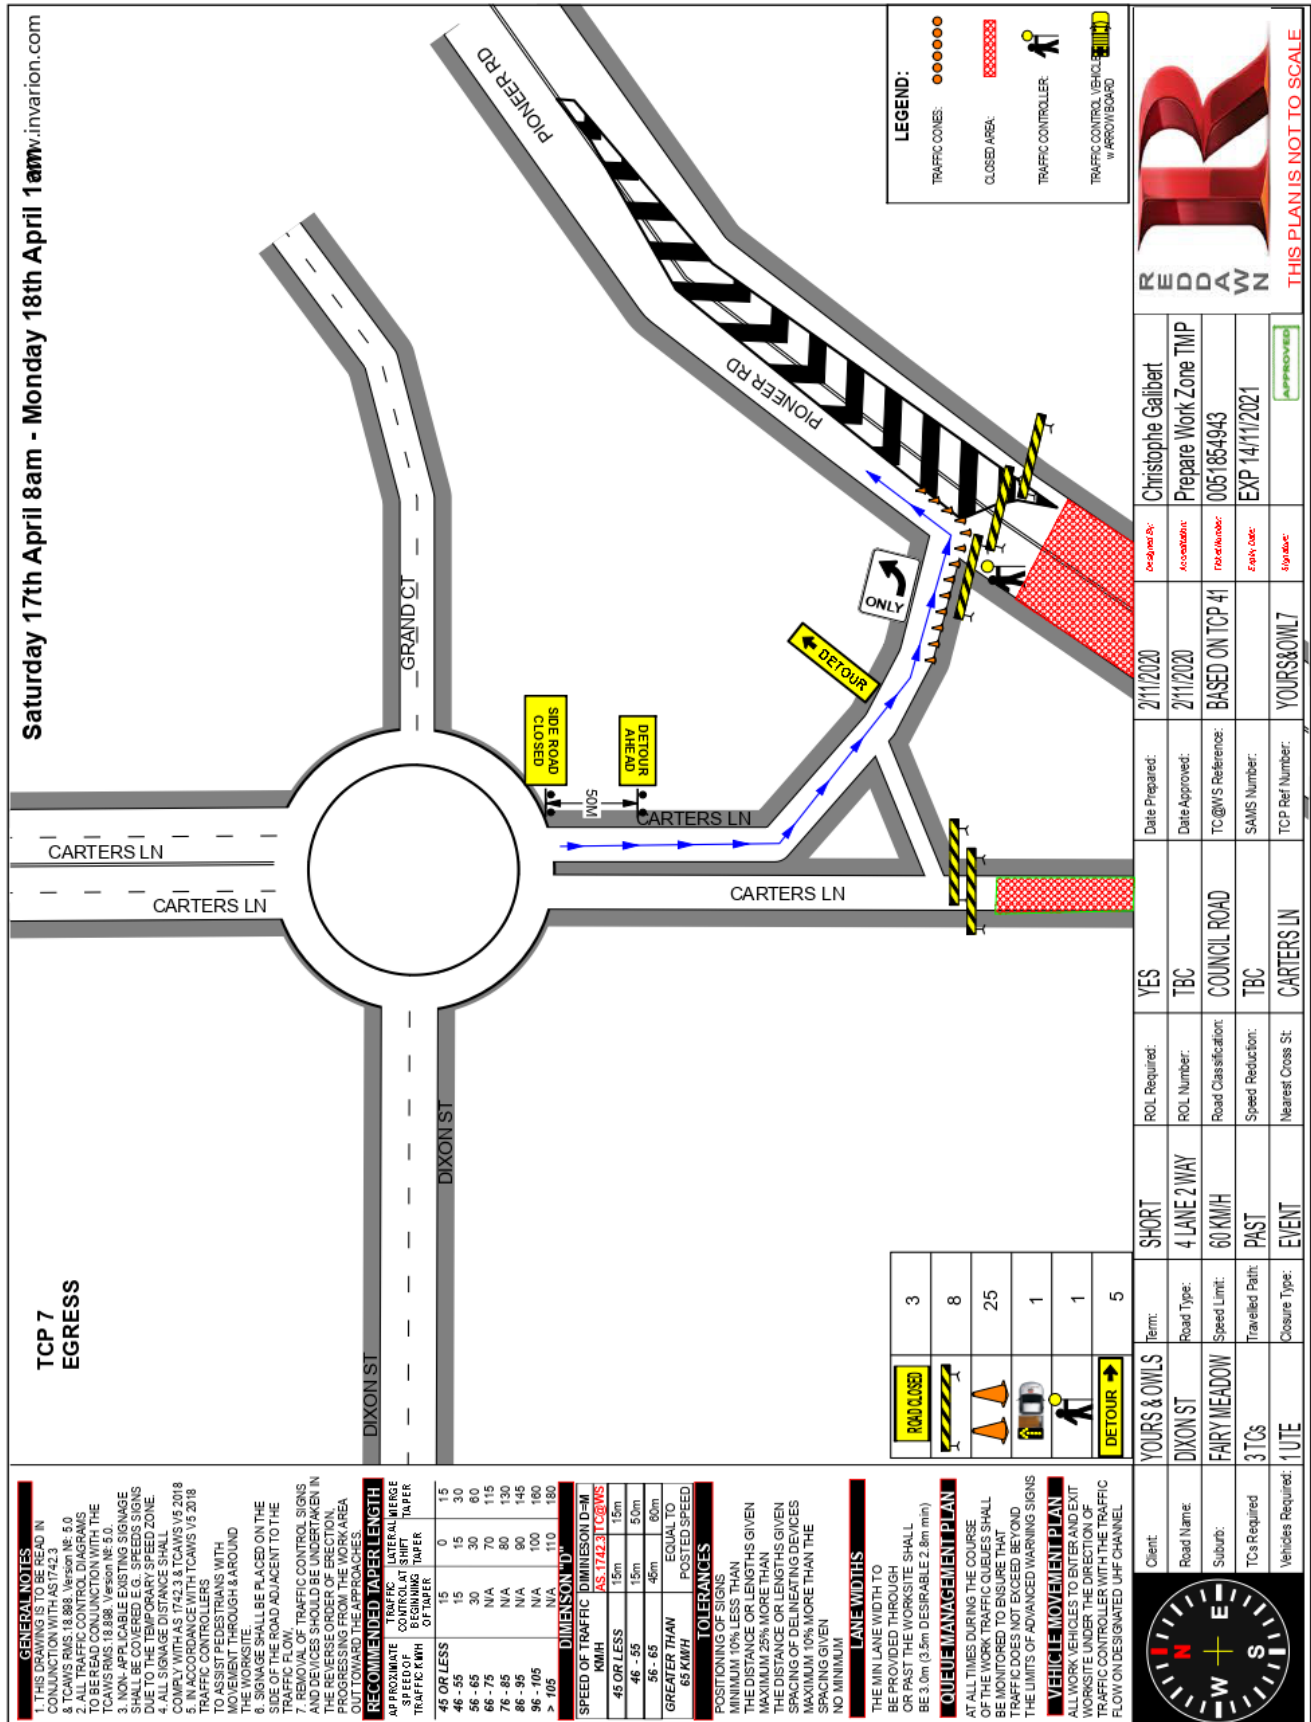 Saturday 17th April 8am - Monday 18th April 1am
www.invarion.com
TCP 7
EGRESS
CARTERS LN
CARTERS LN
GRAND CT
PIONEER RD
PIONEER RD
DIXON ST
DIXON ST
CARTERS LN
CARTERS LN
SIDE ROAD
CLOSED
50M
DETOUR
AHEAD
DETOUR
ONLY
LEGEND:
TRAFFIC CONES:
CLOSED AREA:
TRAFFIC CONTROLLER:
TRAFFIC CONTROL VEHICLE
w ARROW BOARD
ROAD CLOSED 3
8
25
1
1
DETOUR 5
GENERAL NOTES
1. THIS DRAWING IS TO BE READ IN
CONJUNCTION WITH AS1742.3
& TCAWS RMS.18.898. Version Nº: 5.0
2. ALL TRAFFIC CONTROL DIAGRAMS
TO BE READ CONJUNCTION WITH THE
TCAWS RMS.18.898. Version Nº: 5.0.
3. NON- APPLICABLE EXISTING SIGNAGE
SHALL BE COVERED E.G. SPEEDS SIGNS
DUE TO THE TEMPORARY SPEED ZONE.
4. ALL SIGNAGE DISTANCE SHALL
COMPLY WITH AS 1742.3 & TCAWS V5 2018
5. IN ACCORDANCE WITH TCAWS V5 2018
TRAFFIC CONTROLLERS
TO ASSIST PEDESTRIANS WITH
MOVEMENT THROUGH & AROUND
THE WORKSITE.
6. SIGNAGE SHALL BE PLACED ON THE
SIDE OF THE ROAD ADJACENT TO THE
TRAFFIC FLOW.
7. REMOVAL OF TRAFFIC CONTROL SIGNS
AND DEVICES SHOULD BE UNDERTAKEN IN
THE REVERSE ORDER OF ERECTION,
PROGRESSING FROM THE WORK AREA
OUT TOWARD THE APPROACHES.
RECOMMENDED TAPER LENGTH
APPROXIMATE SPEED OF TRAFFIC KM/H TRAFFIC CONTROL AT BEGINNING OF TAPER LATERAL SHIFT TAPER MERGE TAPER
45 OR LESS 15 0 15
46 - 55 15 15 30
56 - 65 30 30 60
66 - 75 N/A 70 115
76 - 85 N/A 80 130
86 - 95 N/A 90 145
96 - 105 N/A 100 160
> 105 N/A 110 180
DIMENSON "D"
SPEED OF TRAFFIC KM/H DIMINESON D=M
AS.1742.3 TC@WS
45 OR LESS 15m 15m
46 - 55 15m 50m
56 - 65 45m 60m
GREATER THAN 65 KM/H EQUAL TO POSTED SPEED
TOLERANCES
POSITIONING OF SIGNS
MINIMUM 10% LESS THAN
THE DISTANCE OR LENGTHS GIVEN
MAXIMUM 25% MORE THAN
THE DISTANCE OR LENGTHS GIVEN
SPACING OF DELINEATING DEVICES
MAXIMUM 10% MORE THAN THE
SPACING GIVEN
NO MINIMUM
LANE WIDTHS
THE MIN LANE WIDTH TO
BE PROVIDED THROUGH
OR PAST THE WORKSITE SHALL
BE 3.0m (3.5m DESIRABLE 2.8m min)
QUEUE MANAGEMENT PLAN
AT ALL TIMES DURING THE COURSE
OF THE WORK TRAFFIC QUEUES SHALL
BE MONITORED TO ENSURE THAT
TRAFFIC DOES NOT EXCEED BEYOND
THE LIMITS OF ADVANCED WARNING SIGNS
VEHICLE MOVEMENT PLAN
ALL WORK VEHICLES TO ENTER AND EXIT
WORKSITE UNDER THE DIRECTION OF
TRAFFIC CONTROLLER WITH THE TRAFFIC
FLOW ON DESIGNATED UHF CHANNEL
N
E
S
W
Client: YOURS & OWLS Term: SHORT ROL Required: YES Date Prepared: 2/11/2020 Designed By: Christophe Galibert
Road Name: DIXON ST Road Type: 4 LANE 2 WAY ROL Number: TBC Date Approved: 2/11/2020 Accreditation: Prepare Work Zone TMP
Suburb: FAIRY MEADOW Speed Limit: 60 KM/H Road Classification: COUNCIL ROAD TC@WS Reference: BASED ON TCP 41 Ticket Number: 0051854943
TCs Required 3 TCs Travelled Path: PAST Speed Reduction: TBC SAMS Number: Expiry Date: EXP 14/11/2021
Vehicles Required: 1 UTE Closure Type: EVENT Nearest Cross St: CARTERS LN TCP Ref Number: YOURS&OWL7 Signature: APPROVED
R
REDDAWN
THIS PLAN IS NOT TO SCALE